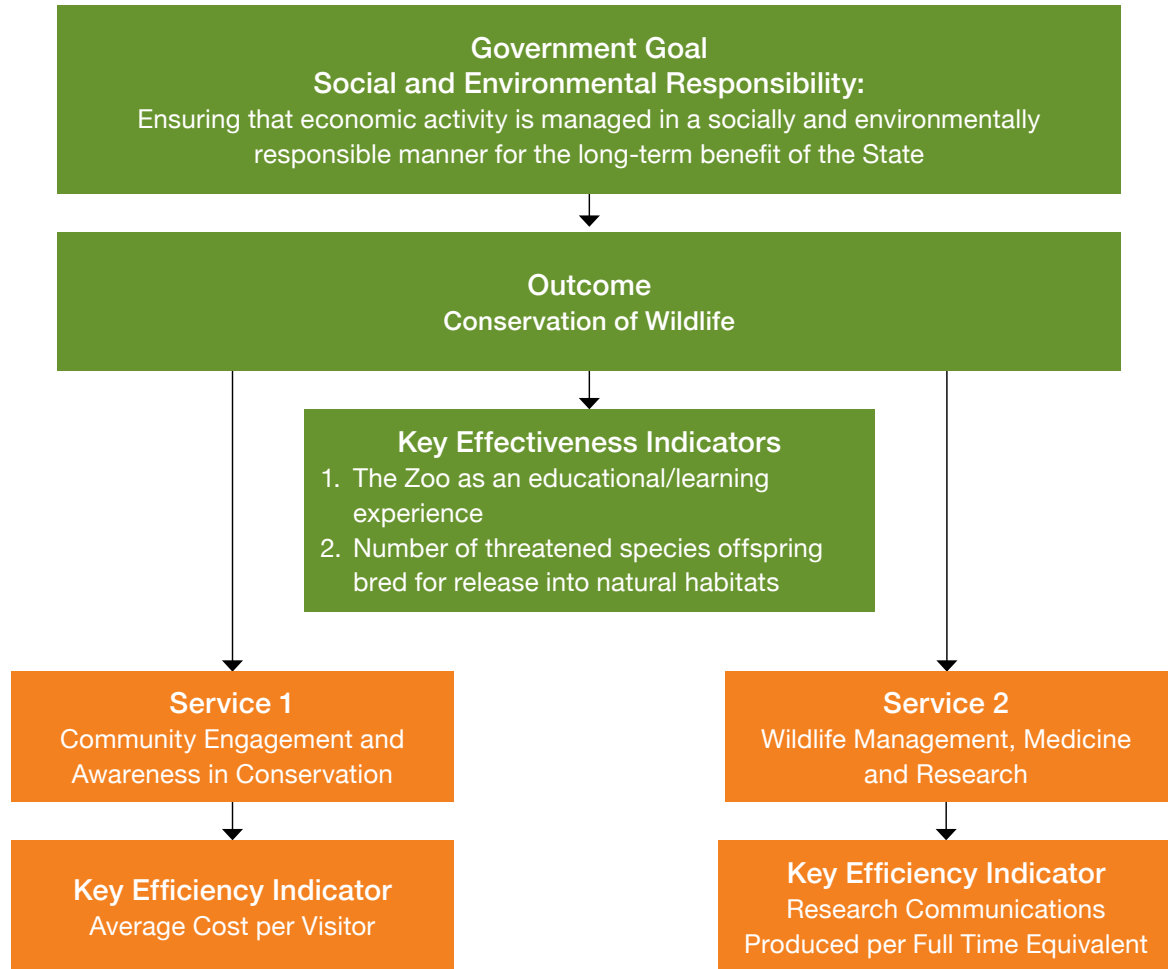 Government Goal
Social and Environmental Responsibility:
Ensuring that economic activity is managed in a socially and environmentally
responsible manner for the long-term benefit of the State
Outcome
Conservation of Wildlife
Key Effectiveness Indicators
1. The Zoo as an educational/learning
experience
2. Number of threatened species offspring
bred for release into natural habitats
Service 1
Community Engagement and
Awareness in Conservation
Service 2
Wildlife Management, Medicine
and Research
Key Efficiency Indicator
Average Cost per Visitor
Key Efficiency Indicator
Research Communications
Produced per Full Time Equivalent